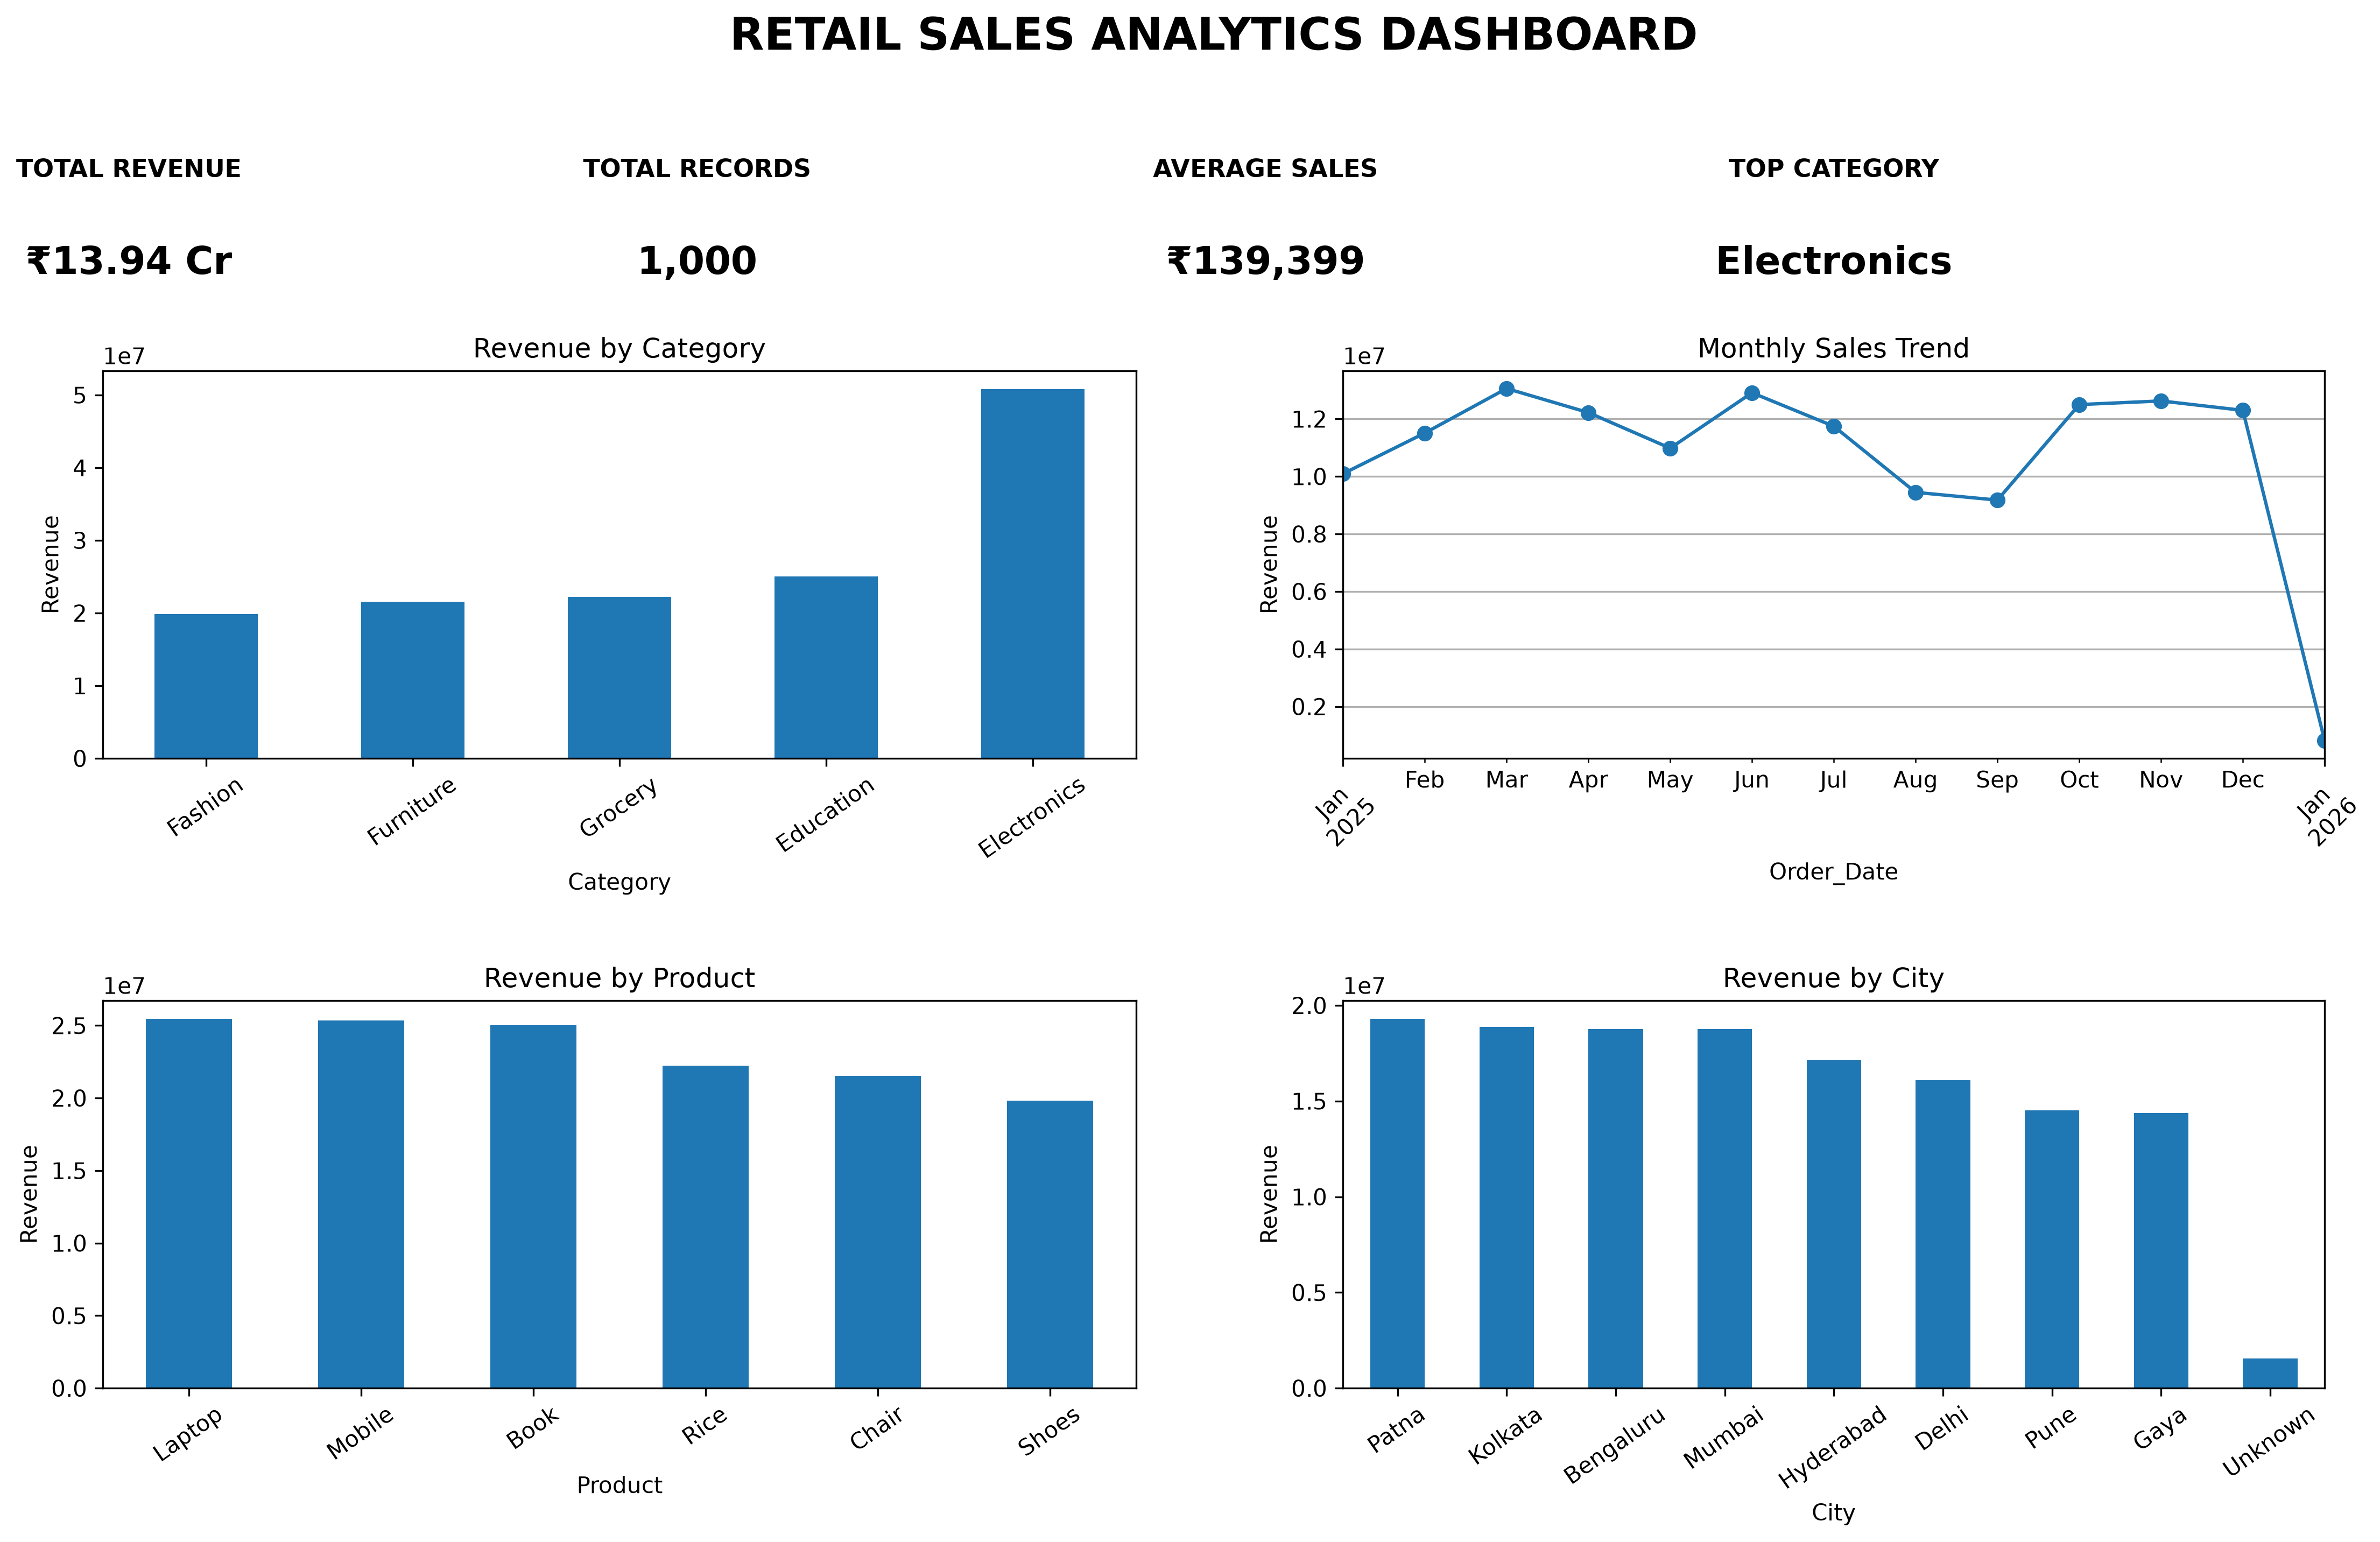 RETAIL SALES ANALYTICS DASHBOARD
TOTAL REVENUE
₹13.94 Cr
TOTAL RECORDS
1,000
AVERAGE SALES
₹139,399
TOP CATEGORY
Electronics
Revenue by Category
1e7
5
4
3
2
1
0
Revenue
Fashion
Furniture
Grocery
Education
Electronics
Category
Monthly Sales Trend
1e7
1.2
1.0
0.8
0.6
0.4
0.2
Revenue
Jan
2025
Feb
Mar
Apr
May
Jun
Jul
Aug
Sep
Oct
Nov
Dec
Jan
2026
Order_Date
Revenue by Product
1e7
2.5
2.0
1.5
1.0
0.5
0.0
Revenue
Laptop
Mobile
Book
Rice
Chair
Shoes
Product
Revenue by City
1e7
2.0
1.5
1.0
0.5
0.0
Revenue
Patna
Kolkata
Bengaluru
Mumbai
Hyderabad
Delhi
Pune
Gaya
Unknown
City